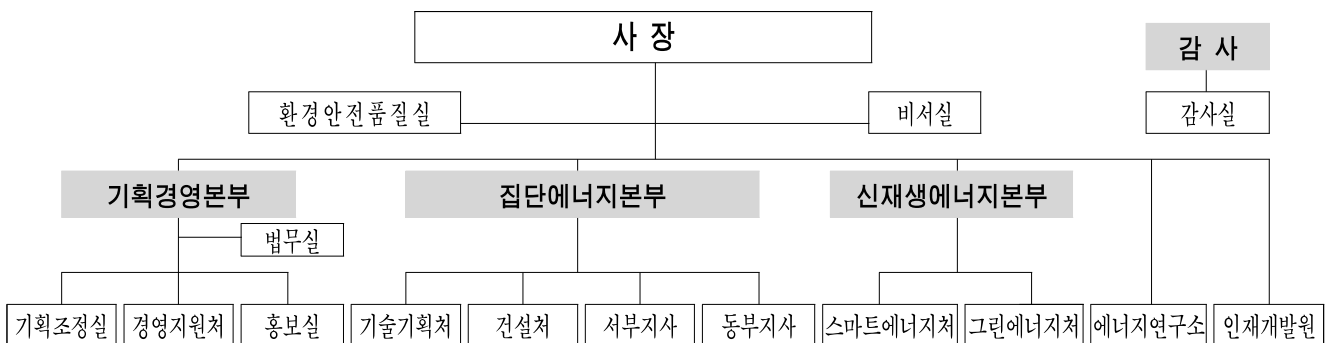 사 장
감 사
환경안전품질실
비서실
감사실
기획경영본부
집단에너지본부
신재생에너지본부
법무실
기획조정실
경영지원처
홍보실
기술기획처
건설처
서부지사
동부지사
스마트에너지처
그린에너지처
에너지연구소
인재개발원